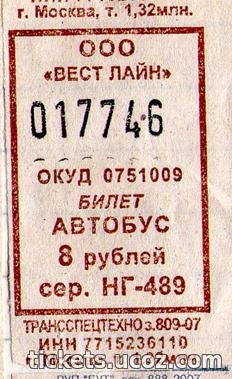 г. Москва, т. 1,32млн.
ООО
«ВЕСТ ЛАЙН»
017746
ОКУД 0751009
БИЛЕТ
АВТОБУС
8 рублей
сер. НГ-489
ТРАНССПЕЦТЕХНО з.809-07
ИНН 7715236110
tickets.ucoz.com